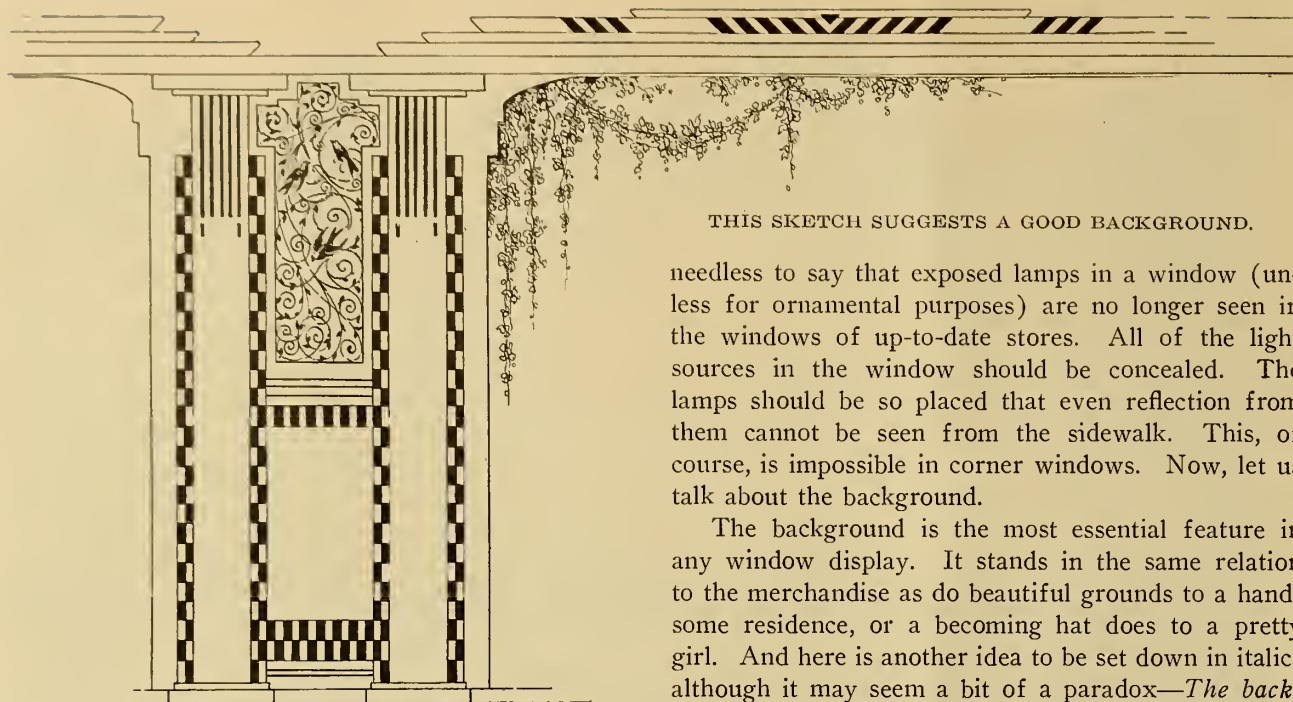 THIS SKETCH SUGGESTS A GOOD BACKGROUND.
needless to say that exposed lamps in a window (un-
less for ornamental purposes) are no longer seen in
the windows of up-to-date stores. All of the ligh
sources in the window should be concealed. The
lamps should be so placed that even reflection from
them cannot be seen from the sidewalk. This, of
course, is impossible in corner windows. Now, let us
talk about the background.
The background is the most essential feature in
any window display. It stands in the same relation
to the merchandise as do beautiful grounds to a hand-
some residence, or a becoming hat does to a pretty
girl. And here is another idea to be set down in italic
although it may seem a bit of a paradox—The back-